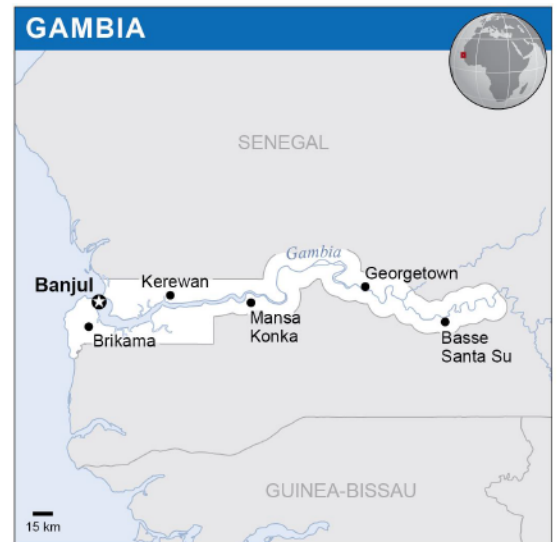 GAMBIA
SENEGAL
Gambia
Georgetown
Kerewan
Banjul
Mansa
Konka
Brikama
Basse
Santa Su
GUINEA-BISSAU
15 km